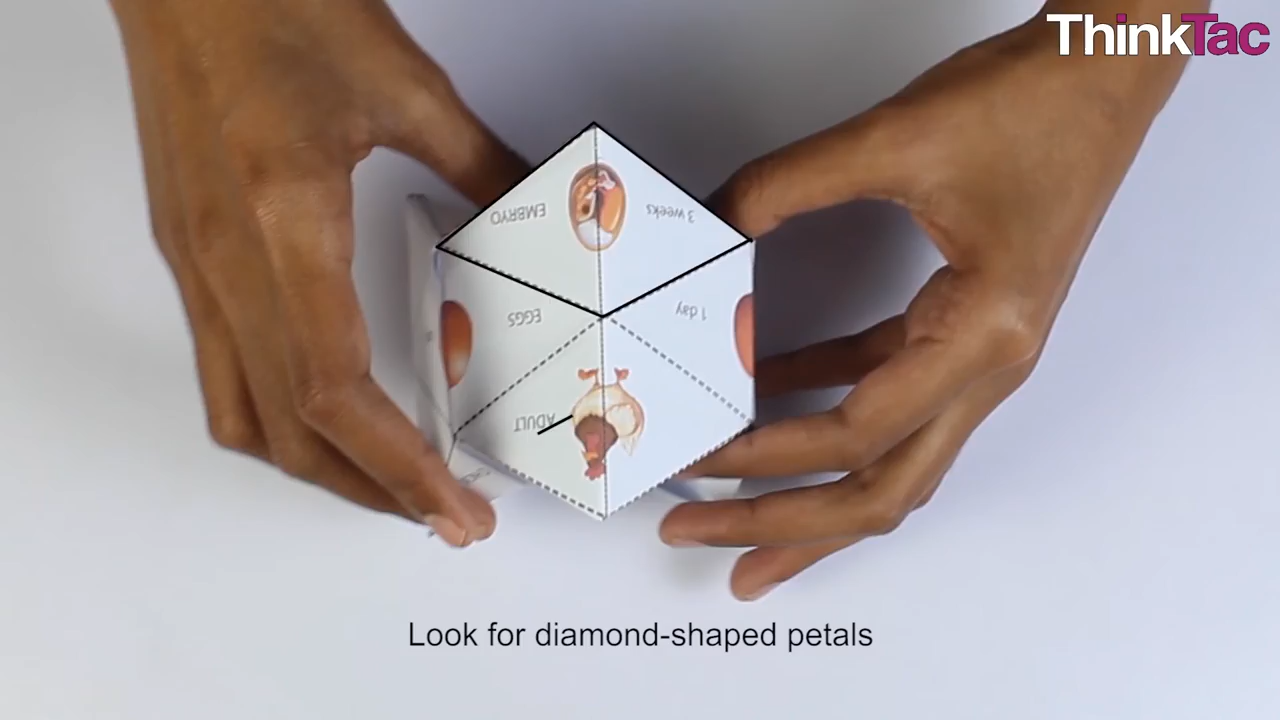 ThinkTac
EMBRYO
3 weeks
EGGS
1 day
ADULT
Look for diamond-shaped petals